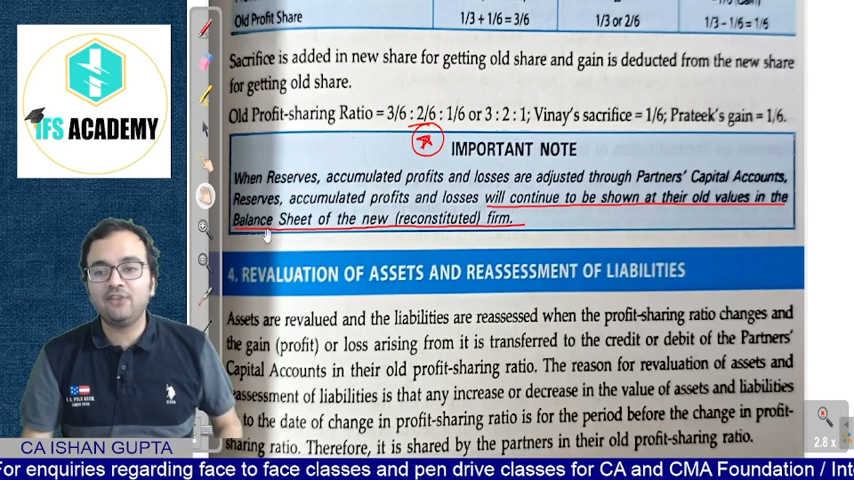 Old Profit Share 1/3 + 1/6 = 3/6 1/3 or 2/6 1/3 – 1/6 = 1/6
Sacrifice is added in new share for getting old share and gain is deducted from the new share
for getting old share.
Old Profit-sharing Ratio = 3/6 : 2/6 : 1/6 or 3 : 2 : 1; Vinay's sacrifice = 1/6; Prateek's gain = 1/6.
IMPORTANT NOTE
When Reserves, accumulated profits and losses are adjusted through Partners' Capital Accounts,
Reserves, accumulated profits and losses will continue to be shown at their old values in the
Balance Sheet of the new (reconstituted) firm.
4. REVALUATION OF ASSETS AND REASSESSMENT OF LIABILITIES
Assets are revalued and the liabilities are reassessed when the profit-sharing ratio changes and
the gain (profit) or loss arising from it is transferred to the credit or debit of the Partners'
Capital Accounts in their old profit-sharing ratio. The reason for revaluation of assets and
assessment of liabilities is that any increase or decrease in the value of assets and liabilities
to the date of change in profit-sharing ratio is for the period before the change in profit-
sharing ratio. Therefore, it is shared by the partners in their old profit-sharing ratio.
IFS ACADEMY
CA ISHAN GUPTA
2.8 x
For enquiries regarding face to face classes and pen drive classes for CA and CMA Foundation / Int